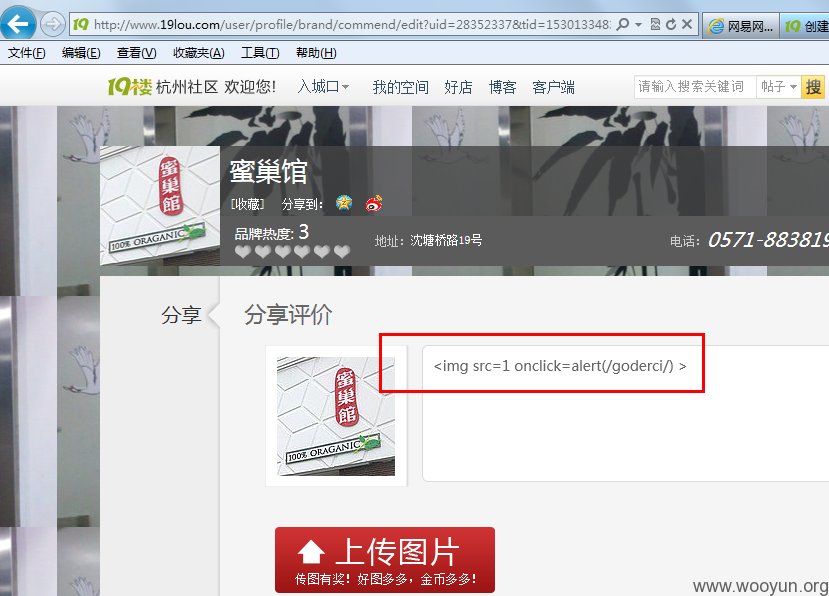 http://www.19lou.com/user/profile/brand/commend/edit?uid=28352337&tid=153013348
网易网...
19 创建
文件(F) 编辑(E) 查看(V) 收藏夹(A) 工具(T) 帮助(H)
19楼 杭州社区 欢迎您! 入城口 我的空间 好店 博客 客户端 请输入搜索关键词 帖子 搜
蜜巢館
100% ORAGANIC
蜜巢馆
[收藏] 分享到:
品牌热度: 3
地址: 沈塘桥路19号
电话: 0571-883819
分享
分享评价
蜜巢館
100% ORAGANIC
<img src=1 onclick=alert(/goderci/) >
上传图片
传图有奖! 好图多多, 金币多多!
www.wooyun.org